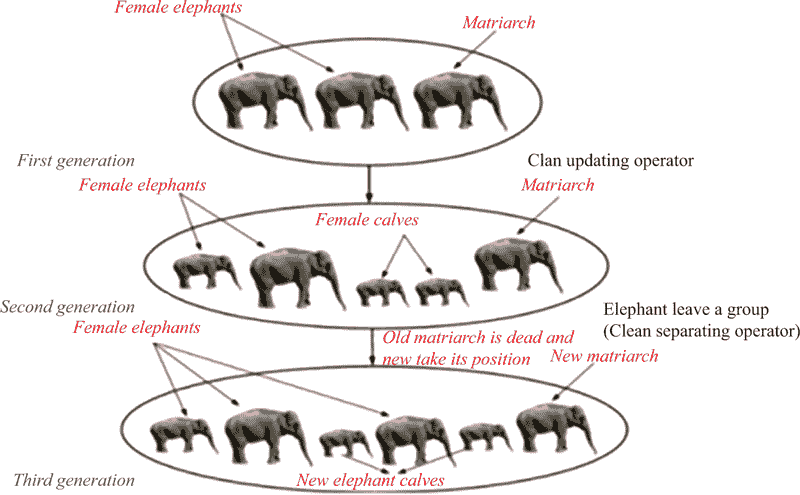 Female elephants
Matriarch
First generation
Clan updating operator
Female elephants
Matriarch
Female calves
Second generation
Elephant leave a group
(Clean separating operator)
Female elephants
Old matriarch is dead and
new take its position
New matriarch
Third generation
New elephant calves